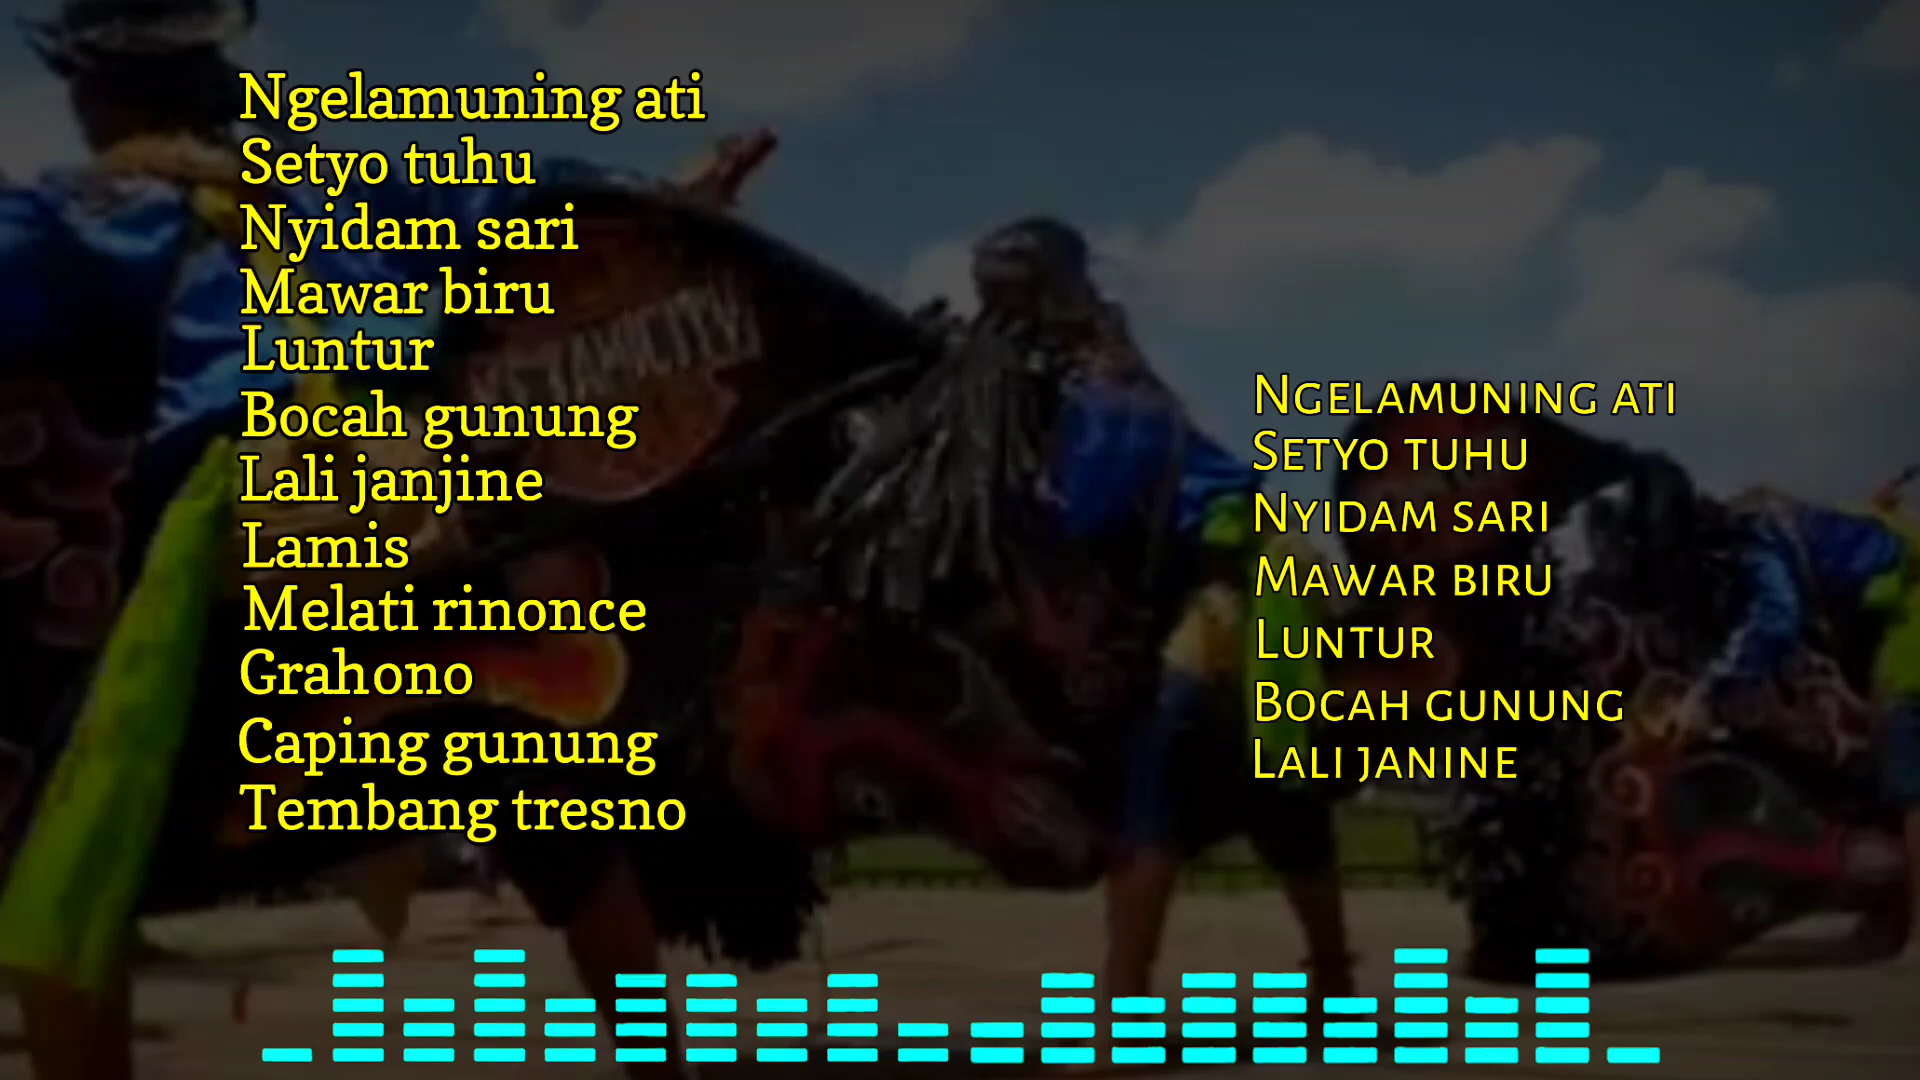 Ngelamuning ati
Setyo tuhu
Nyidam sari
Mawar biru
Luntur
Bocah gunung
Lali janjine
Lamis
Melati rinonce
Grahono
Caping gunung
Tembang tresno
Ngelamuning ati
Setyo tuhu
Nyidam sari
Mawar biru
Luntur
Bocah gunung
Lali janine